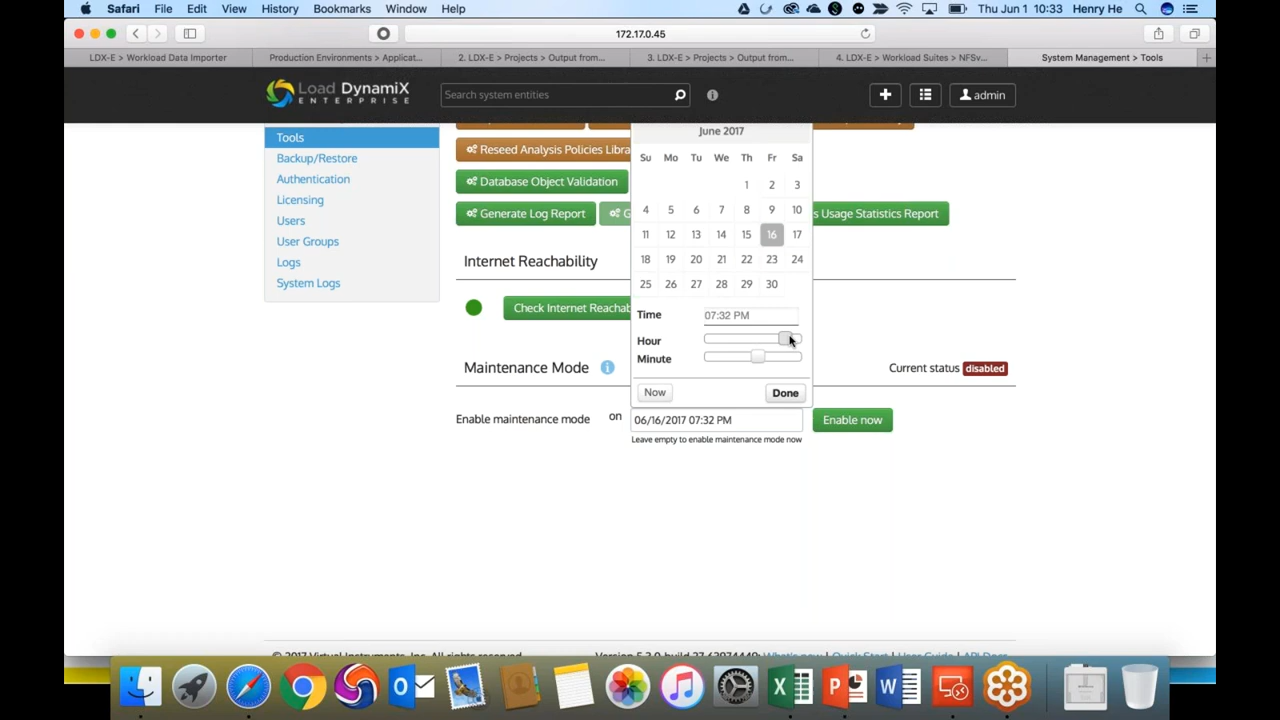 Safari File Edit View History Bookmarks Window Help Thu Jun 1 10:33 Henry He
172.17.0.45
LDX-E > Workload Data Importer Production Environments > Applicat... 2. LDX-E > Projects > Output from... 3. LDX-E > Projects > Output from... 4. LDX-E > Workload Suites > NFSv... System Management > Tools
Load DynamiX
ENTERPRISE
Search system entities
admin
Tools
Backup/Restore
Authentication
Licensing
Users
User Groups
Logs
System Logs
Reseed Analysis Policies Libra
Database Object Validation
Generate Log Report G s Usage Statistics Report
Internet Reachability
Check Internet Reachab
Maintenance Mode Current status disabled
Enable maintenance mode on 06/16/2017 07:32 PM Enable now
Leave empty to enable maintenance mode now
June 2017
Su Mo Tu We Th Fr Sa
1 2 3
4 5 6 7 8 9 10
11 12 13 14 15 16 17
18 19 20 21 22 23 24
25 26 27 28 29 30
Time 07:32 PM
Hour
Minute
Now Done